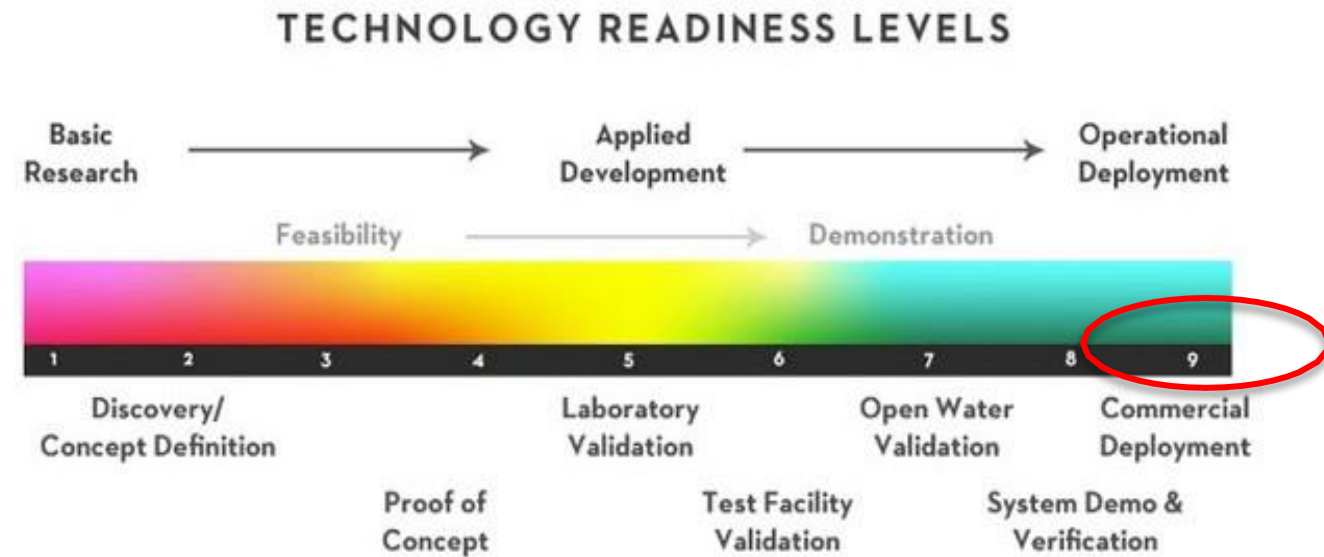 TECHNOLOGY READINESS LEVELS
Basic
Research
Applied
Development
Operational
Deployment
Feasibility
Demonstration
1 2 3 4 5 6 7 8 9
Discovery/
Concept Definition
Laboratory
Validation
Open Water
Validation
Commercial
Deployment
Proof of
Concept
Test Facility
Validation
System Demo &
Verification